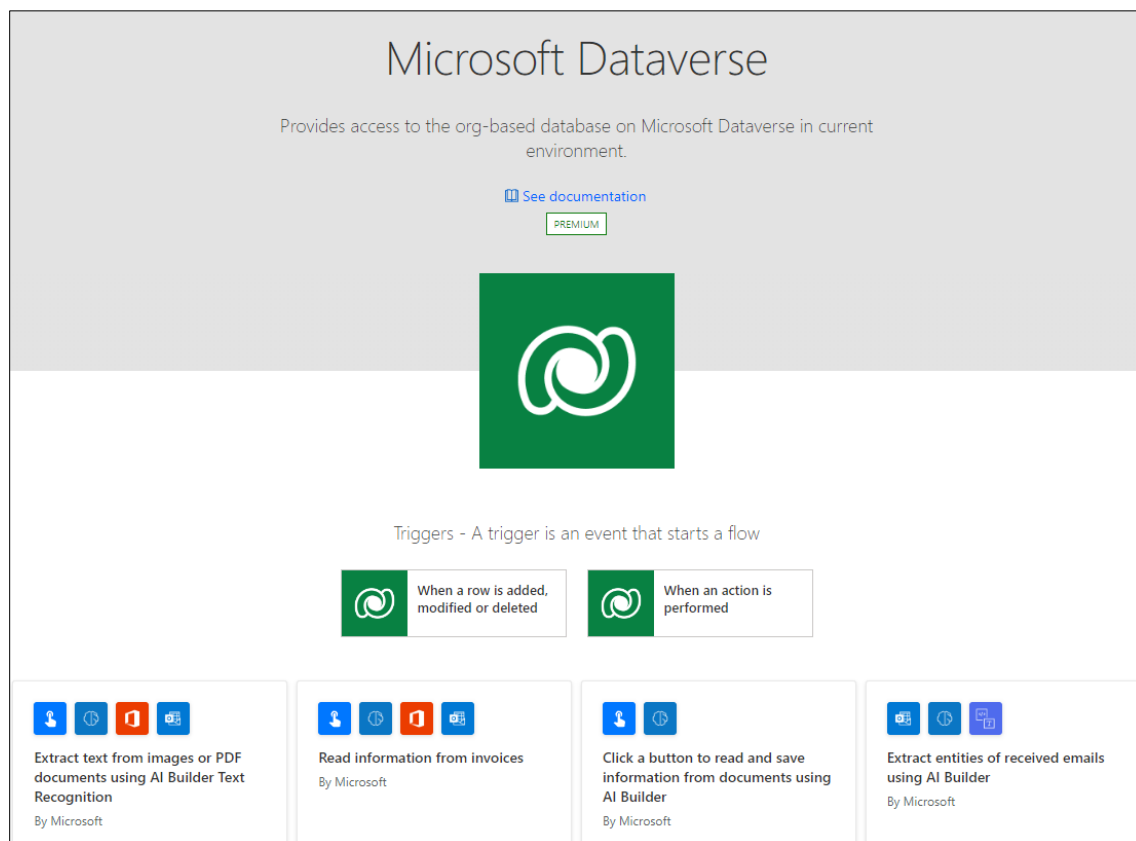 Microsoft Dataverse
Provides access to the org-based database on Microsoft Dataverse in current
environment.
See documentation
PREMIUM
Triggers - A trigger is an event that starts a flow
When a row is added,
modified or deleted
When an action is
performed
Extract text from images or PDF
documents using AI Builder Text
Recognition
By Microsoft
Read information from invoices
By Microsoft
Click a button to read and save
information from documents using
AI Builder
By Microsoft
Extract entities of received emails
using AI Builder
By Microsoft